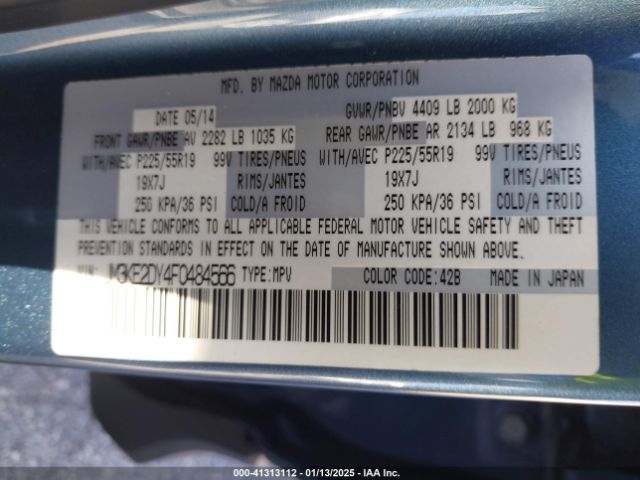 MFD. BY MAZDA MOTOR CORPORATION
DATE 05/14 GVWR/PNBV 4409 LB 2000 KG
FRONT GAWR/PNBE AV 2282 LB 1035 KG REAR GAWR/PNBE AR 2134 LB 968 KG
WITH/AVEC P225/55R19 99V TIRES/PNEUS WITH/AVEC P225/55R19 99V TIRES/PNEUS
19X7J RIMS/JANTES 19X7J RIMS/JANTES
250 KPA/36 PSI COLD/A FROID 250 KPA/36 PSI COLD/A FROID
THIS VEHICLE CONFORMS TO ALL APPLICABLE FEDERAL MOTOR VEHICLE SAFETY AND THEFT
PREVENTION STANDARDS IN EFFECT ON THE DATE OF MANUFACTURE SHOWN ABOVE.
VIN: JM3KE2DY4F0484566 TYPE:MPV COLOR CODE:42B MADE IN JAPAN
000-41313112 - 01/13/2025 - IAA Inc.